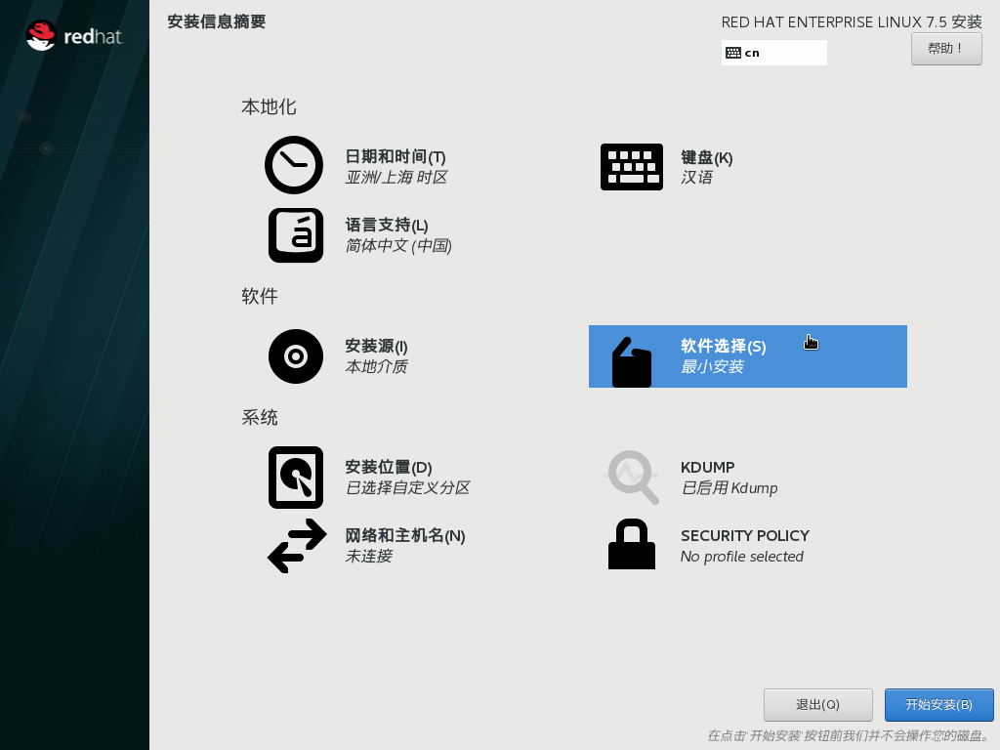 redhat.
安装信息摘要
RED HAT ENTERPRISE LINUX 7.5 安装
cn
帮助！
本地化
日期和时间(T)
亚洲/上海 时区
键盘(K)
汉语
语言支持(L)
简体中文 (中国)
软件
安装源(I)
本地介质
软件选择(S)
最小安装
系统
安装位置(D)
已选择自定义分区
KDUMP
已启用 Kdump
网络和主机名(N)
未连接
SECURITY POLICY
No profile selected
退出(Q)
开始安装(B)
在点击‘开始安装’按钮前我们并不会操作您的磁盘。